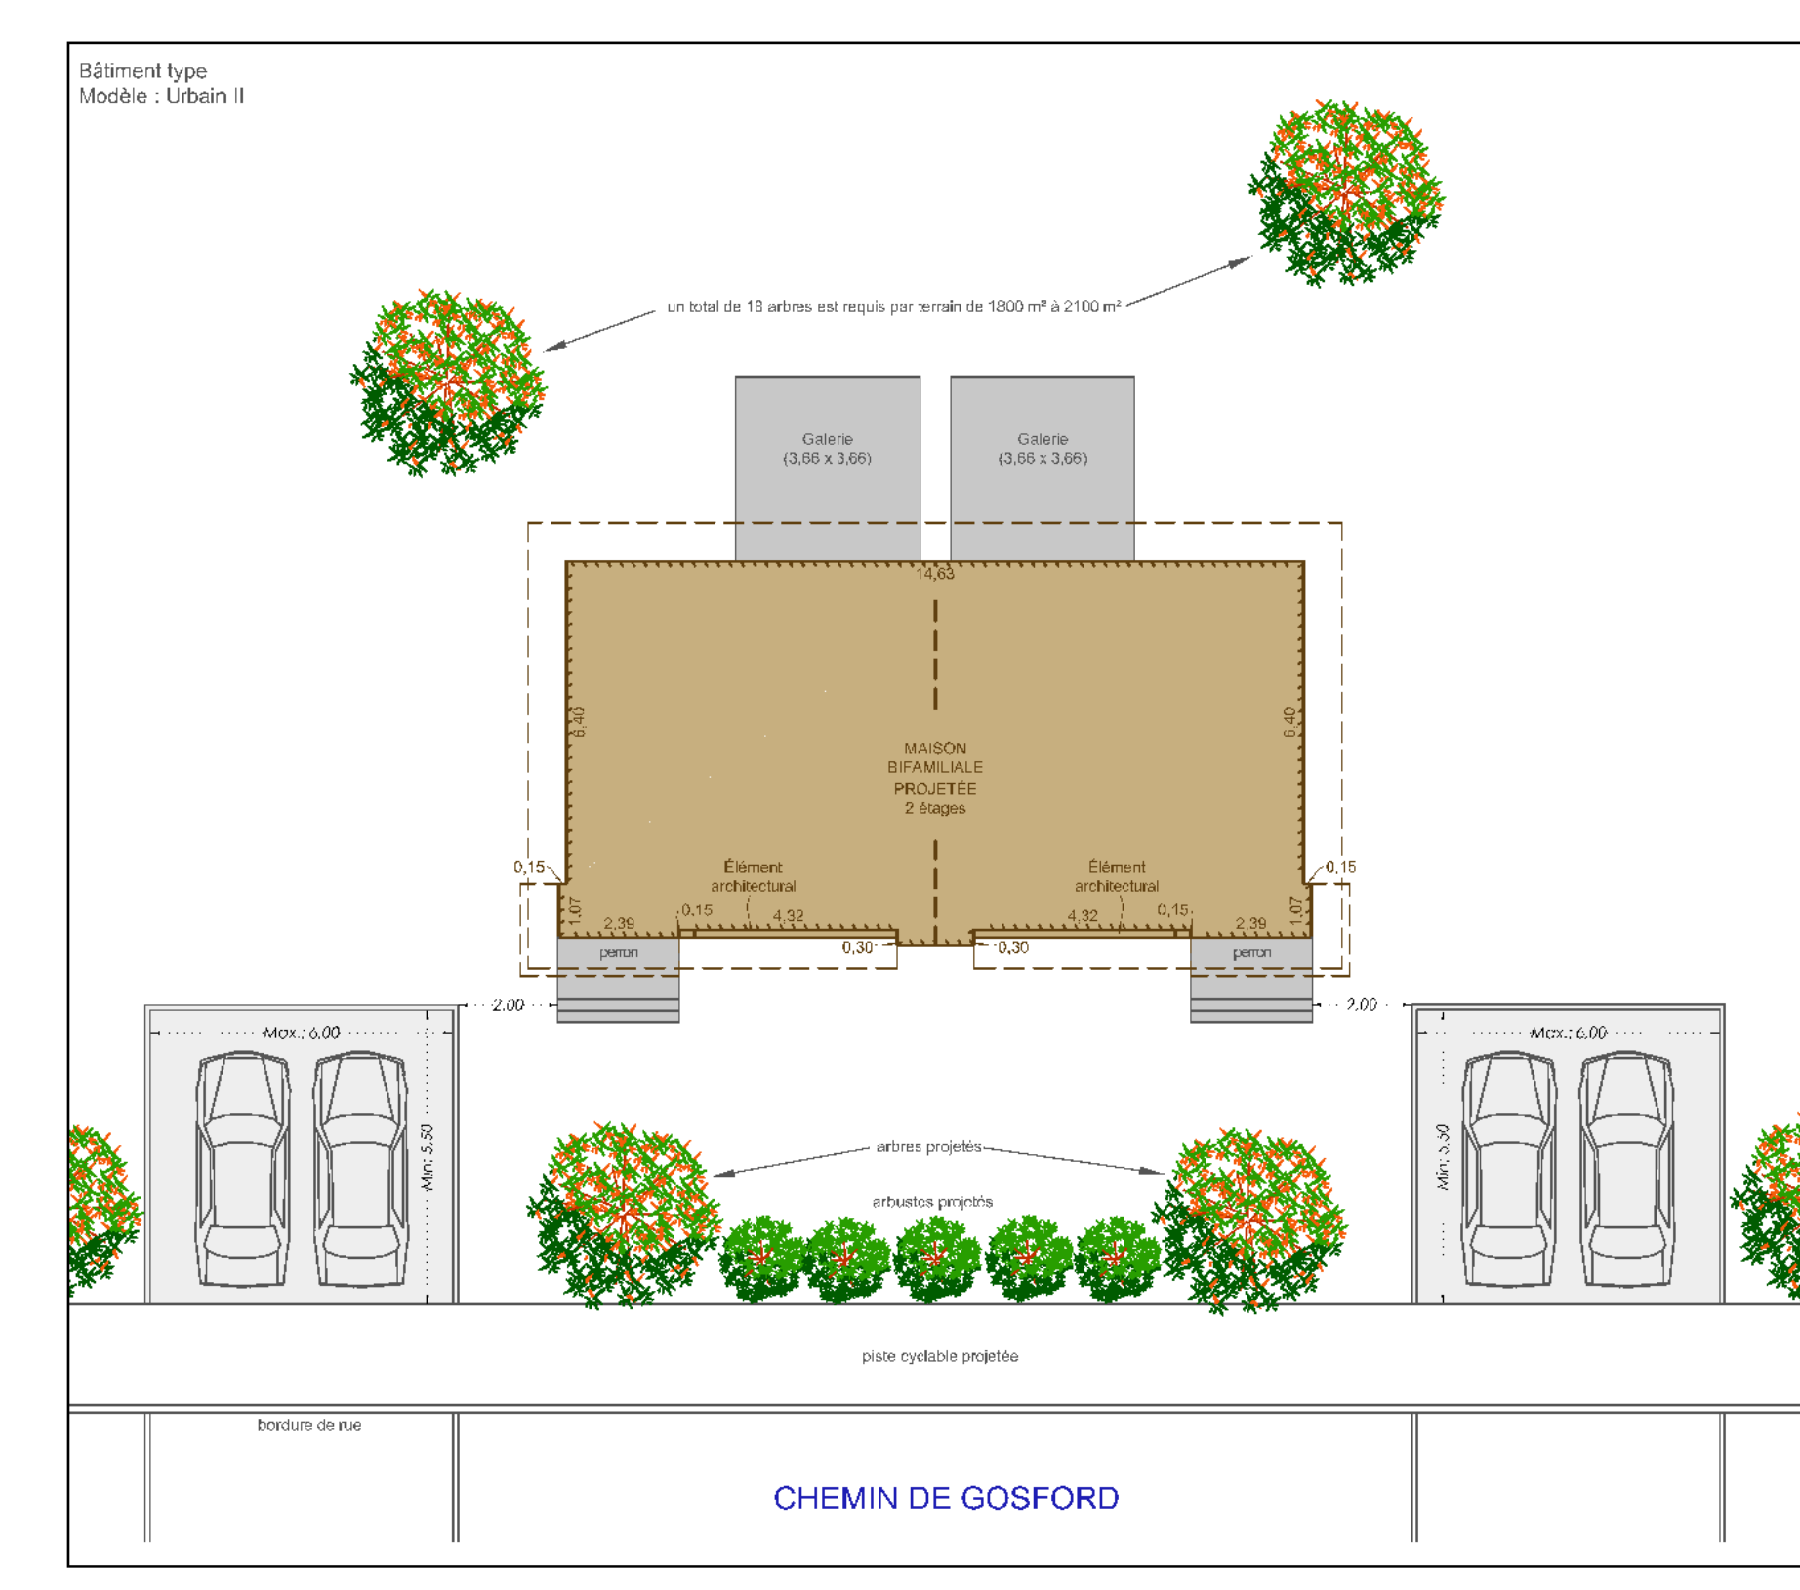 Bâtiment type
Modèle : Urbain II
un total de 18 arbres est requis par terrain de 1800 m² à 2100 m²
Galerie
(3,66 x 3,66)
Galerie
(3,66 x 3,66)
14,63
6,40
6,40
MAISON
BIFAMILIALE
PROJETÉE
2 étages
0,15
Élément
architectural
Élément
architectural
0,15
1,07
2,39
0,15
4,32
4,32
0,15
2,39
1,07
perron
0,30
0,30
perron
2,00
2,00
Max.: 6,00
Max.: 6,00
Min: 5,50
Min: 5,50
arbres projetés
arbustes projetés
piste cyclable projetée
bordure de rue
CHEMIN DE GOSFORD